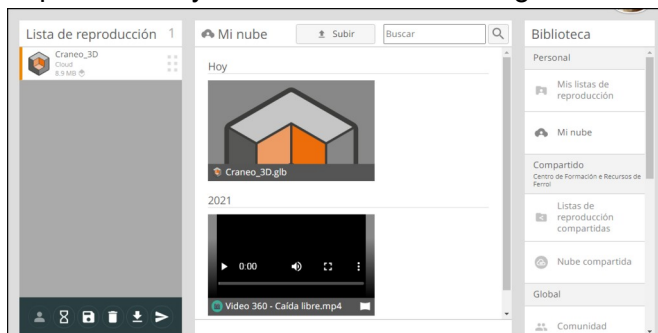 Lista de reproducción 1
Craneo_3D
Cloud
8.9 MB
Mi nube
Subir
Buscar
Hoy
Craneo_3D.glb
2021
0:00
Video 360 - Caída libre.mp4
Biblioteca
Personal
Mis listas de
reproducción
Mi nube
Compartido
Centro de Formación e Recursos de
Ferrol
Listas de
reproducción
compartidas
Nube compartida
Global
Comunidad